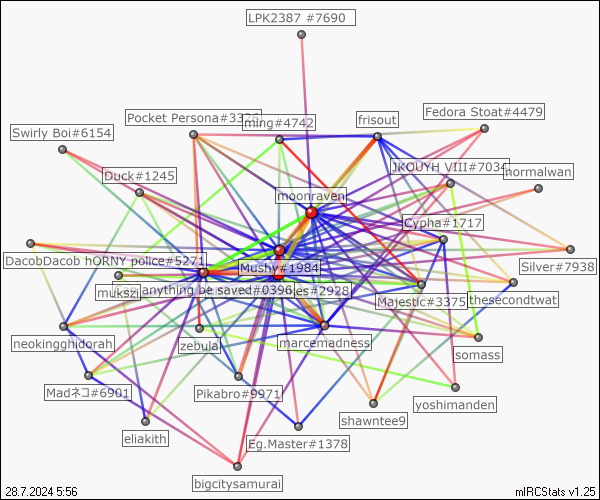 LPK2387 #7690
Pocket Persona#3326
ming#4742
frisout
Fedora Stoat#4479
Swirly Boi#6154
Duck#1245
JKOUYH VIII#7034
normalwan
moonraven
Cypha#1717
DacobDacob hORNY police#5271
Mushy#1984
Silver#7938
mukszi
anything be saved#0396
es#2928
Majestic#3375
thesecondtwat
neokingghidorah
zebulah
marcemadness
somass
Madネコ#6901
Pikabro#9971
yoshimanden
shawntee9
eliakith
Eg.Master#1378
bigcitysamurai
28.7.2024 5:56
mIRCStats v1.25